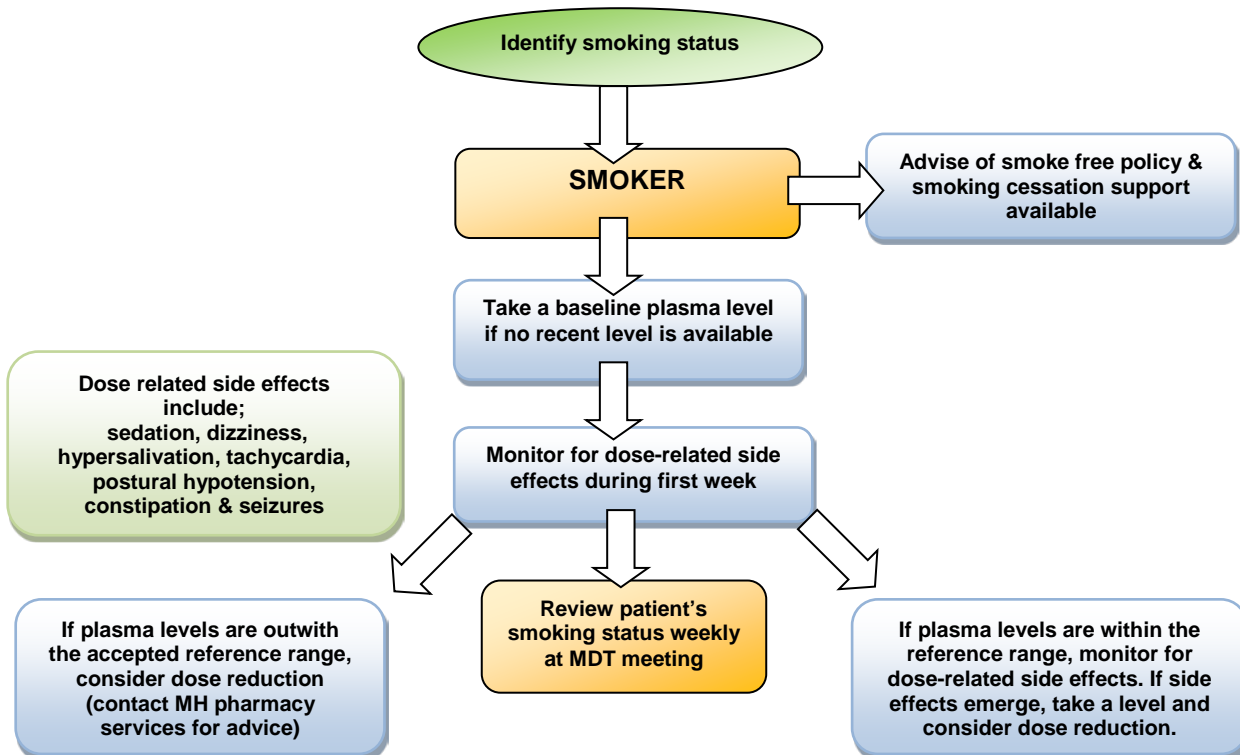 Identify smoking status
SMOKER
Advise of smoke free policy &
smoking cessation support
available
Take a baseline plasma level
if no recent level is available
Dose related side effects
include;
sedation, dizziness,
hypersalivation, tachycardia,
postural hypotension,
constipation & seizures
Monitor for dose-related side
effects during first week
If plasma levels are outwith
the accepted reference range,
consider dose reduction
(contact MH pharmacy
services for advice)
Review patient’s
smoking status weekly
at MDT meeting
If plasma levels are within the
reference range, monitor for
dose-related side effects. If side
effects emerge, take a level and
consider dose reduction.